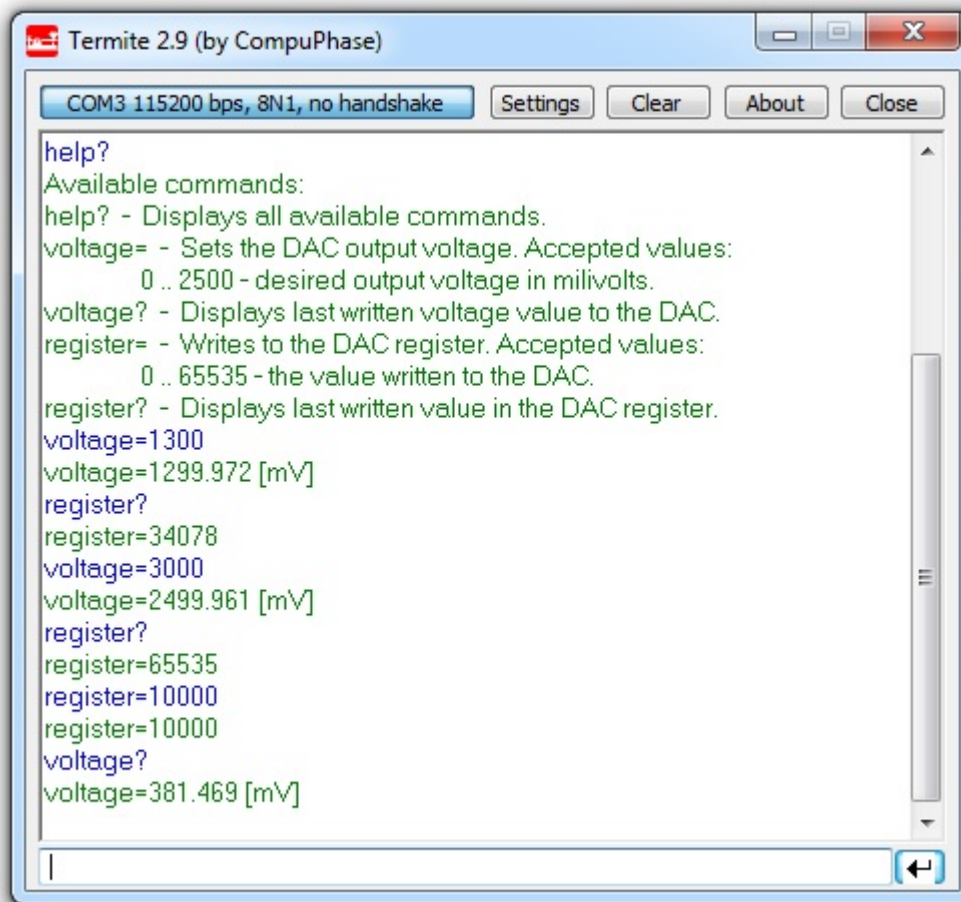 Termite 2.9 (by CompuPhase)
COM3 115200 bps, 8N1, no handshake Settings Clear About Close
help?
Available commands:
help? - Displays all available commands.
voltage= - Sets the DAC output voltage. Accepted values:
0 .. 2500 - desired output voltage in milivolts.
voltage? - Displays last written voltage value to the DAC.
register= - Writes to the DAC register. Accepted values:
0 .. 65535 - the value written to the DAC.
register? - Displays last written value in the DAC register.
voltage=1300
voltage=1299.972 [mV]
register?
register=34078
voltage=3000
voltage=2499.961 [mV]
register?
register=65535
register=10000
register=10000
voltage?
voltage=381.469 [mV]